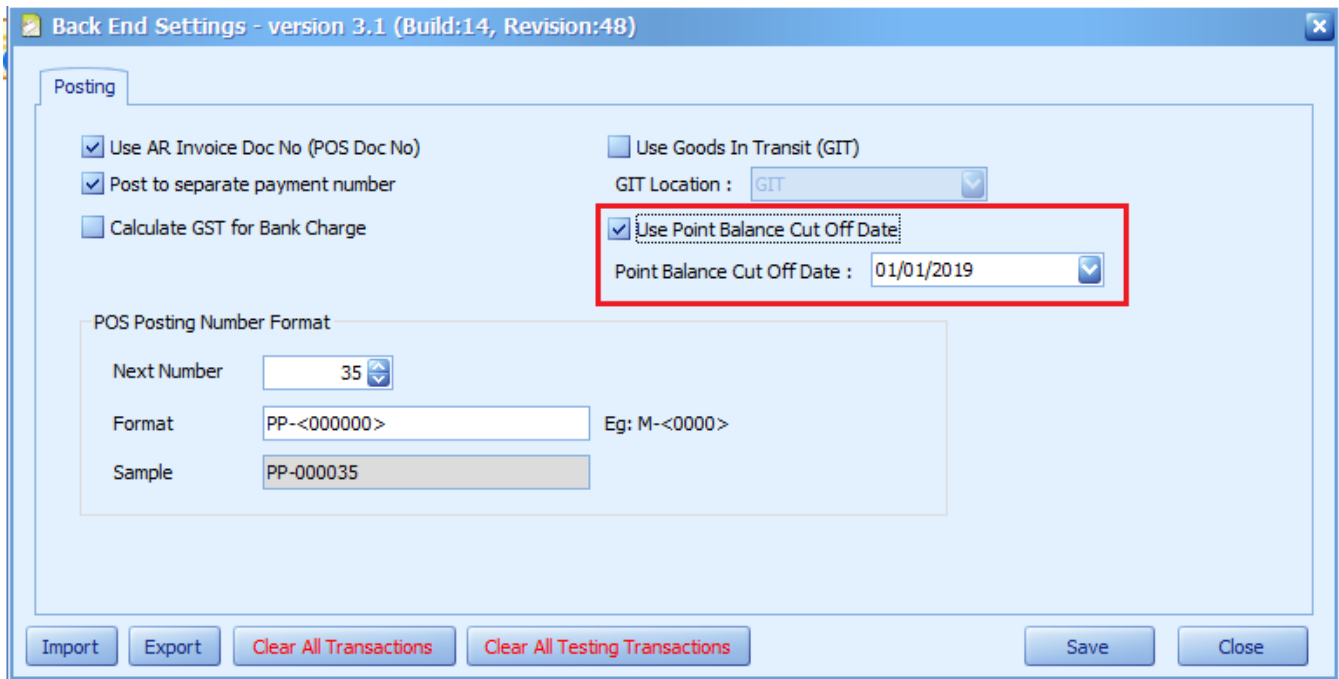 Back End Settings - version 3.1 (Build:14, Revision:48)
Posting
Use AR Invoice Doc No (POS Doc No)
Use Goods In Transit (GIT)
Post to separate payment number
GIT Location :
GIT
Calculate GST for Bank Charge
Use Point Balance Cut Off Date
Point Balance Cut Off Date :
01/01/2019
POS Posting Number Format
Next Number
35
Format
PP-<000000>
Eg: M-<0000>
Sample
PP-000035
Import
Export
Clear All Transactions
Clear All Testing Transactions
Save
Close